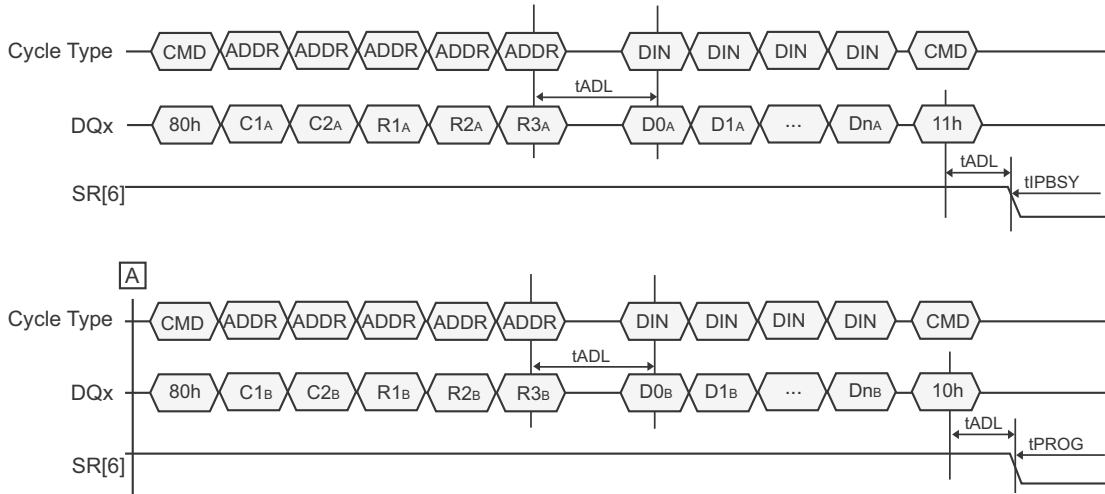 Cycle Type CMD ADDR ADDR ADDR ADDR ADDR DIN DIN DIN DIN CMD
tADL
DQx 80h C1A C2A R1A R2A R3A D0A D1A ... DnA 11h
tADL
SR[6] tIPBSY
A
Cycle Type CMD ADDR ADDR ADDR ADDR ADDR DIN DIN DIN DIN CMD
tADL
DQx 80h C1B C2B R1B R2B R3B D0B D1B ... DnB 10h
tADL
SR[6] tPROG